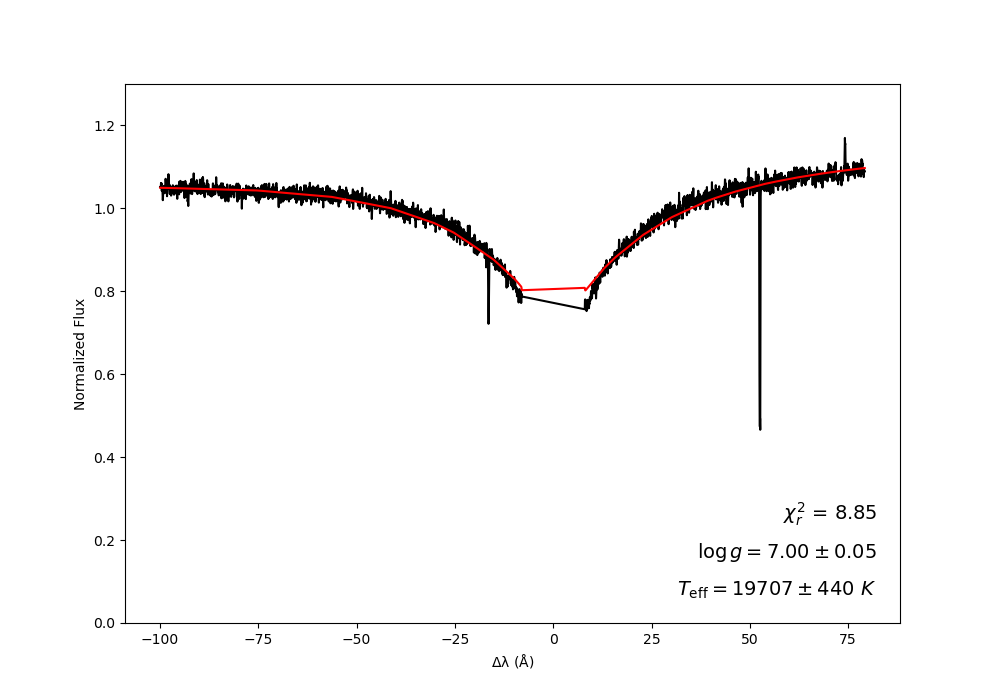 1.2
1.0
0.8
0.6
0.4
0.2
0.0
Normalized Flux
χ²ᵣ = 8.85
log g = 7.00 ± 0.05
T_eff = 19707 ± 440 K
−100 −75 −50 −25 0 25 50 75
Δλ (Å)